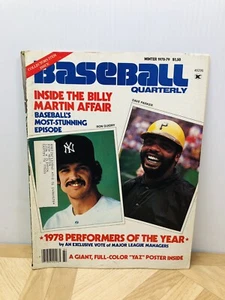 COLLECTORS ITEM
WINTER 1978-79 $1.50
BASEBALL
QUARTERLY
INSIDE THE BILLY
MARTIN AFFAIR
BASEBALL'S
MOST-STUNNING
EPISODE
DAVE PARKER
RON GUIDRY
★1978 PERFORMERS OF THE YEAR★
by AN EXCLUSIVE VOTE of MAJOR LEAGUE MANAGERS
A GIANT, FULL-COLOR "YAZ" POSTER INSIDE